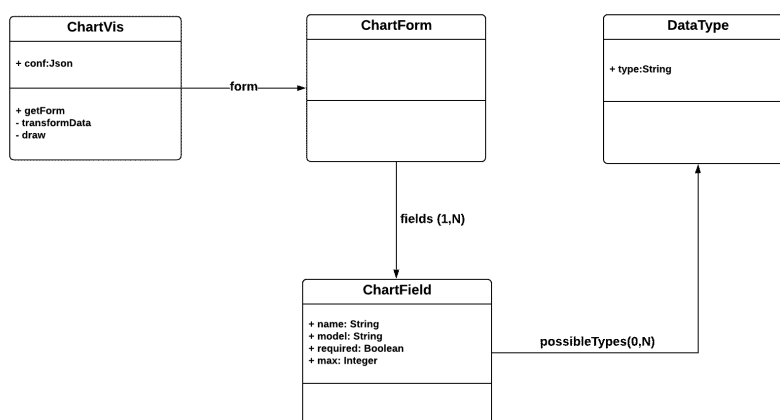 ChartVis
+ conf:Json
+ getForm
- transformData
- draw
form
ChartForm
DataType
+ type:String
fields (1,N)
ChartField
+ name: String
+ model: String
+ required: Boolean
+ max: Integer
possibleTypes(0,N)